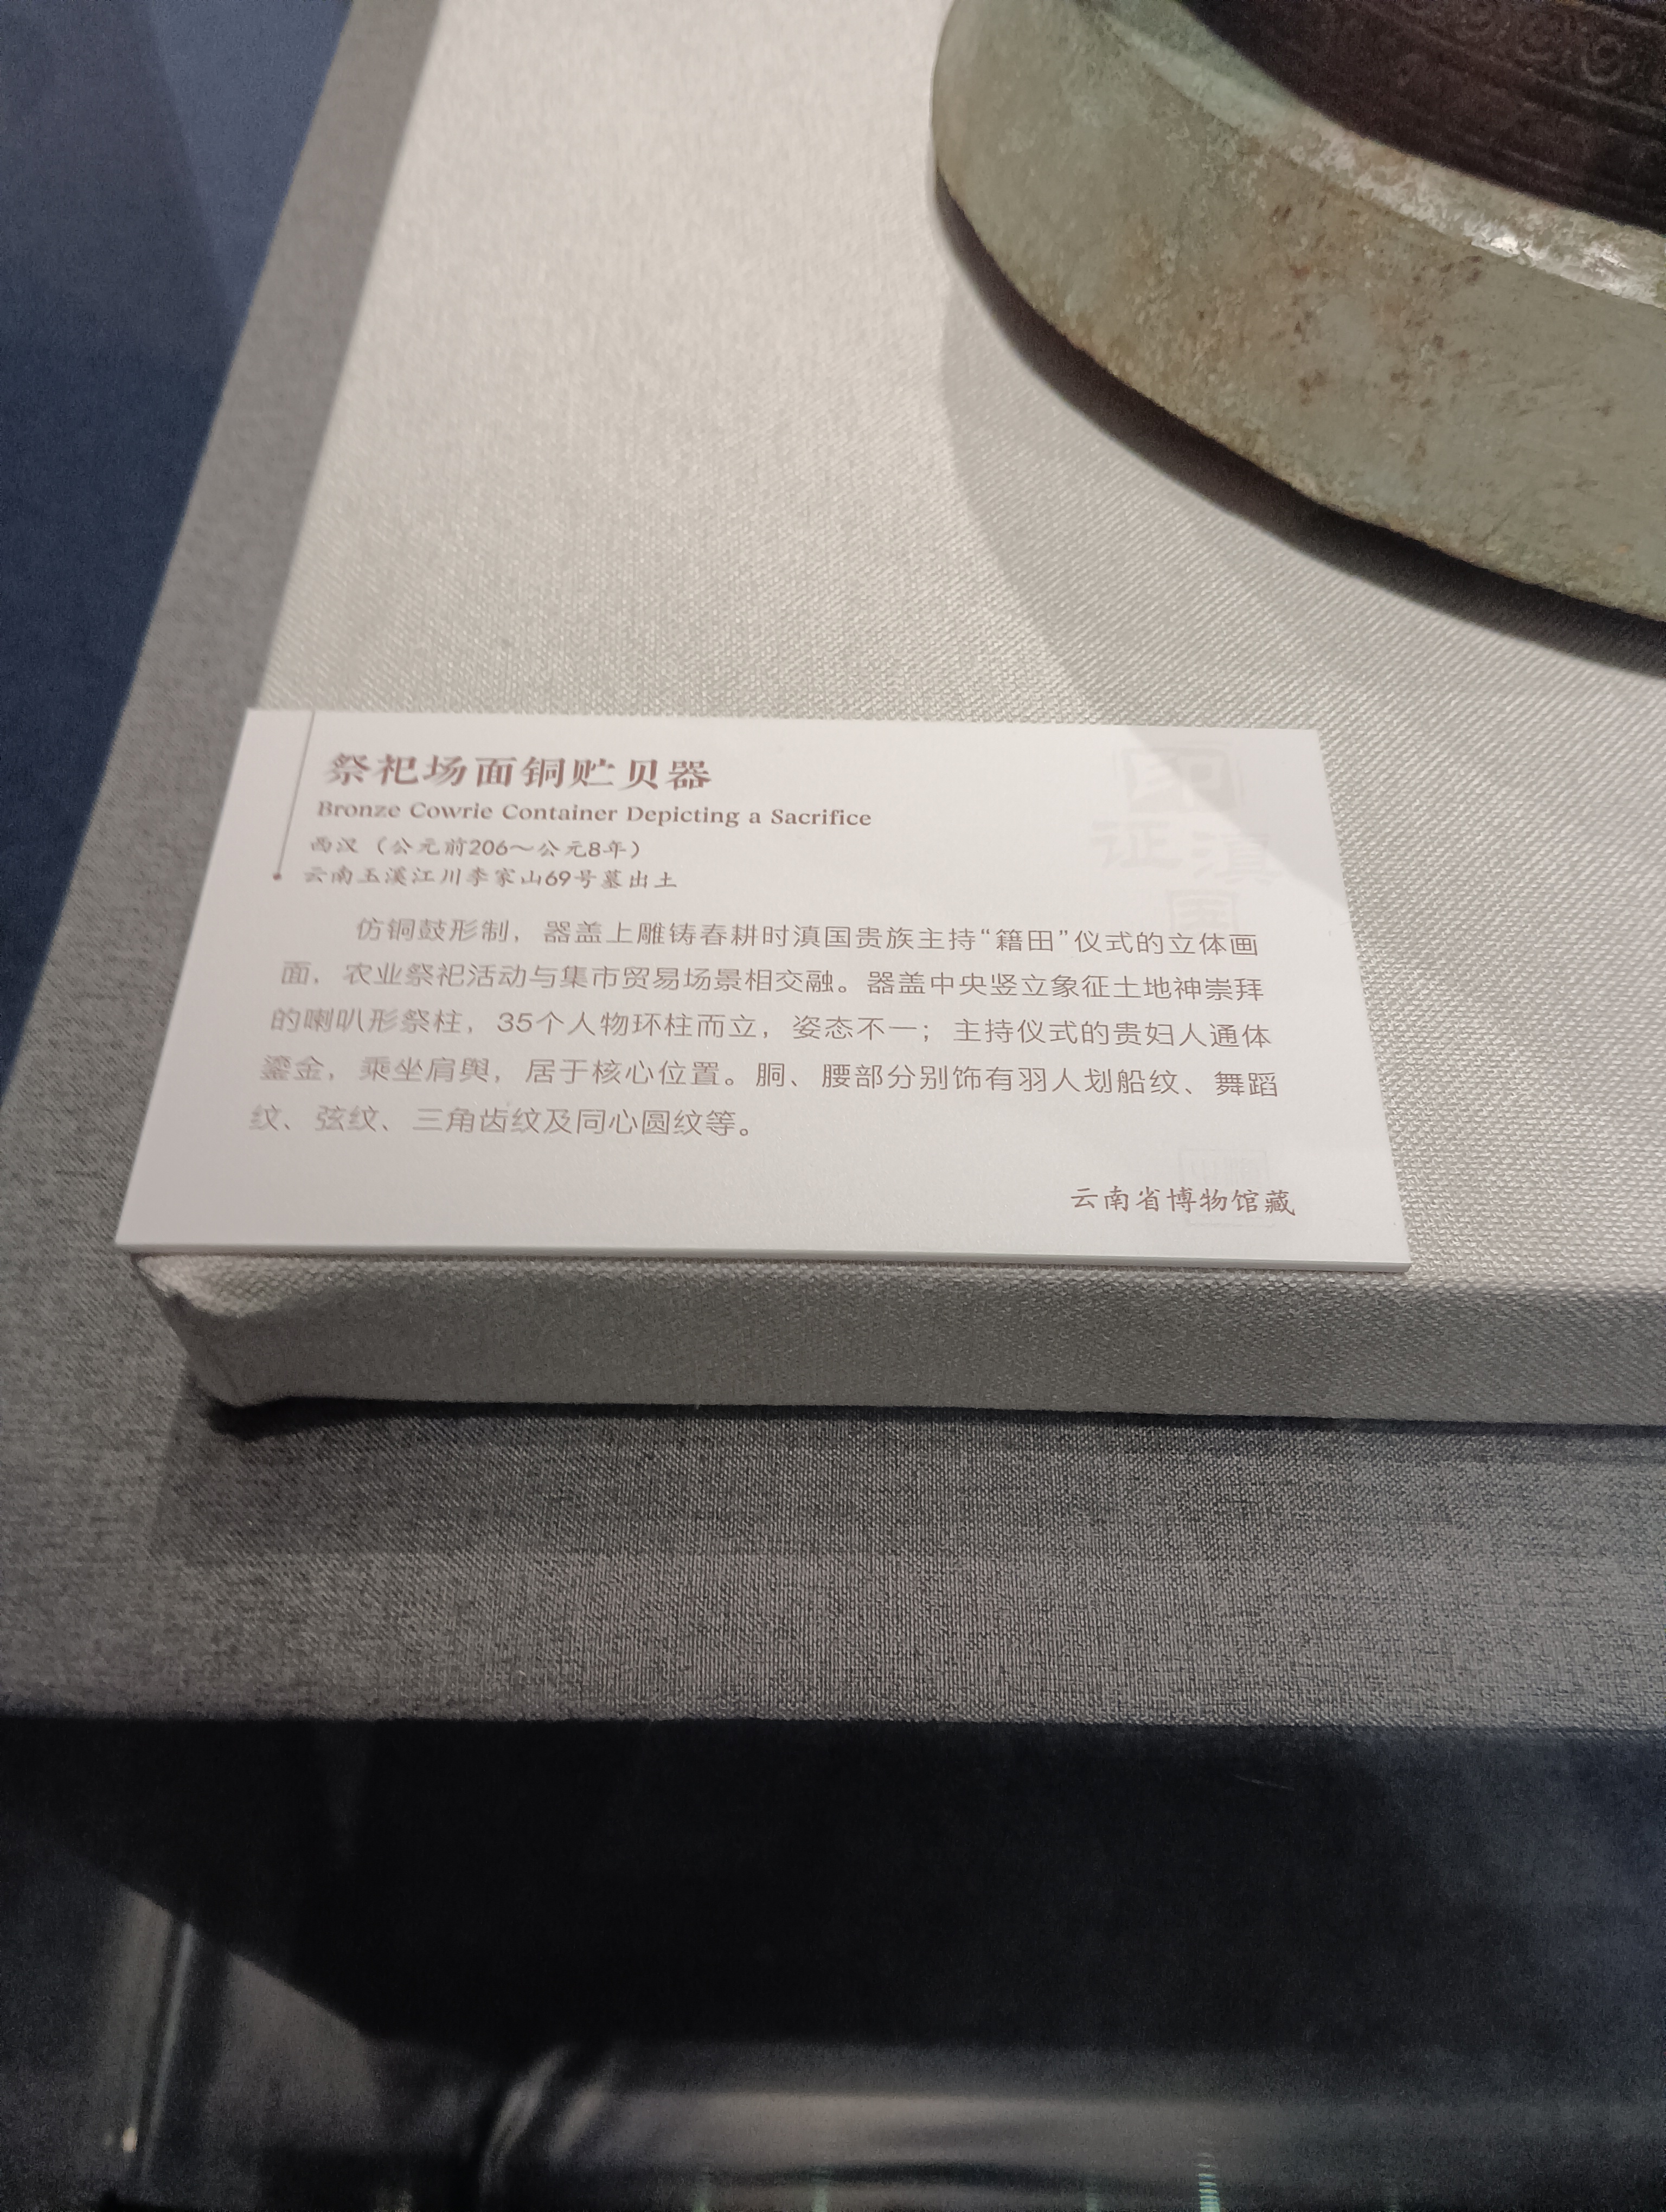 祭祀场面铜贮贝器
Bronze Cowrie Container Depicting a Sacrifice
西汉（公元前206～公元8年）
云南玉溪江川李家山69号墓出土
仿铜鼓形制，器盖上雕铸春耕时滇国贵族主持“籍田”仪式的立体画
面，农业祭祀活动与集市贸易场景相交融。器盖中央竖立象征土地神崇拜
的喇叭形祭柱，35个人物环柱而立，姿态不一；主持仪式的贵妇人通体
鎏金，乘坐肩舆，居于核心位置。胴、腰部分别饰有羽人划船纹、舞蹈
纹、弦纹、三角齿纹及同心圆纹等。
云南省博物馆藏
印
证滇
国